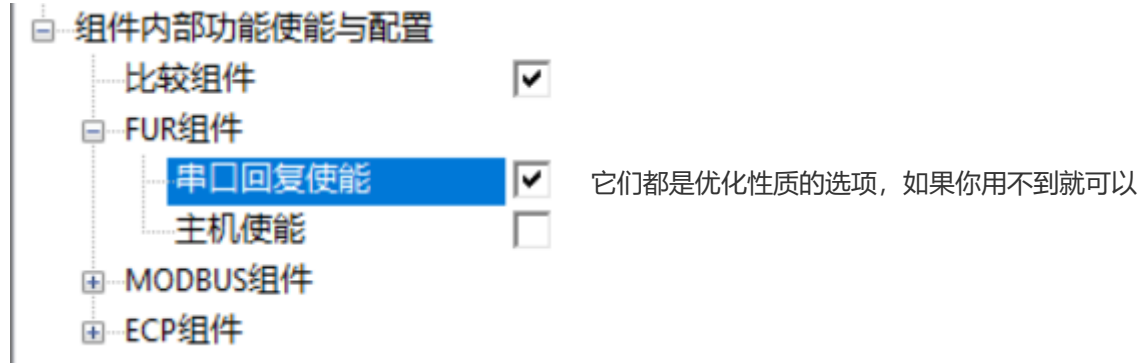 组件内部功能使能与配置
比较组件
FUR组件
串口回复使能 它们都是优化性质的选项，如果你用不到就可以
主机使能
MODBUS组件
ECP组件